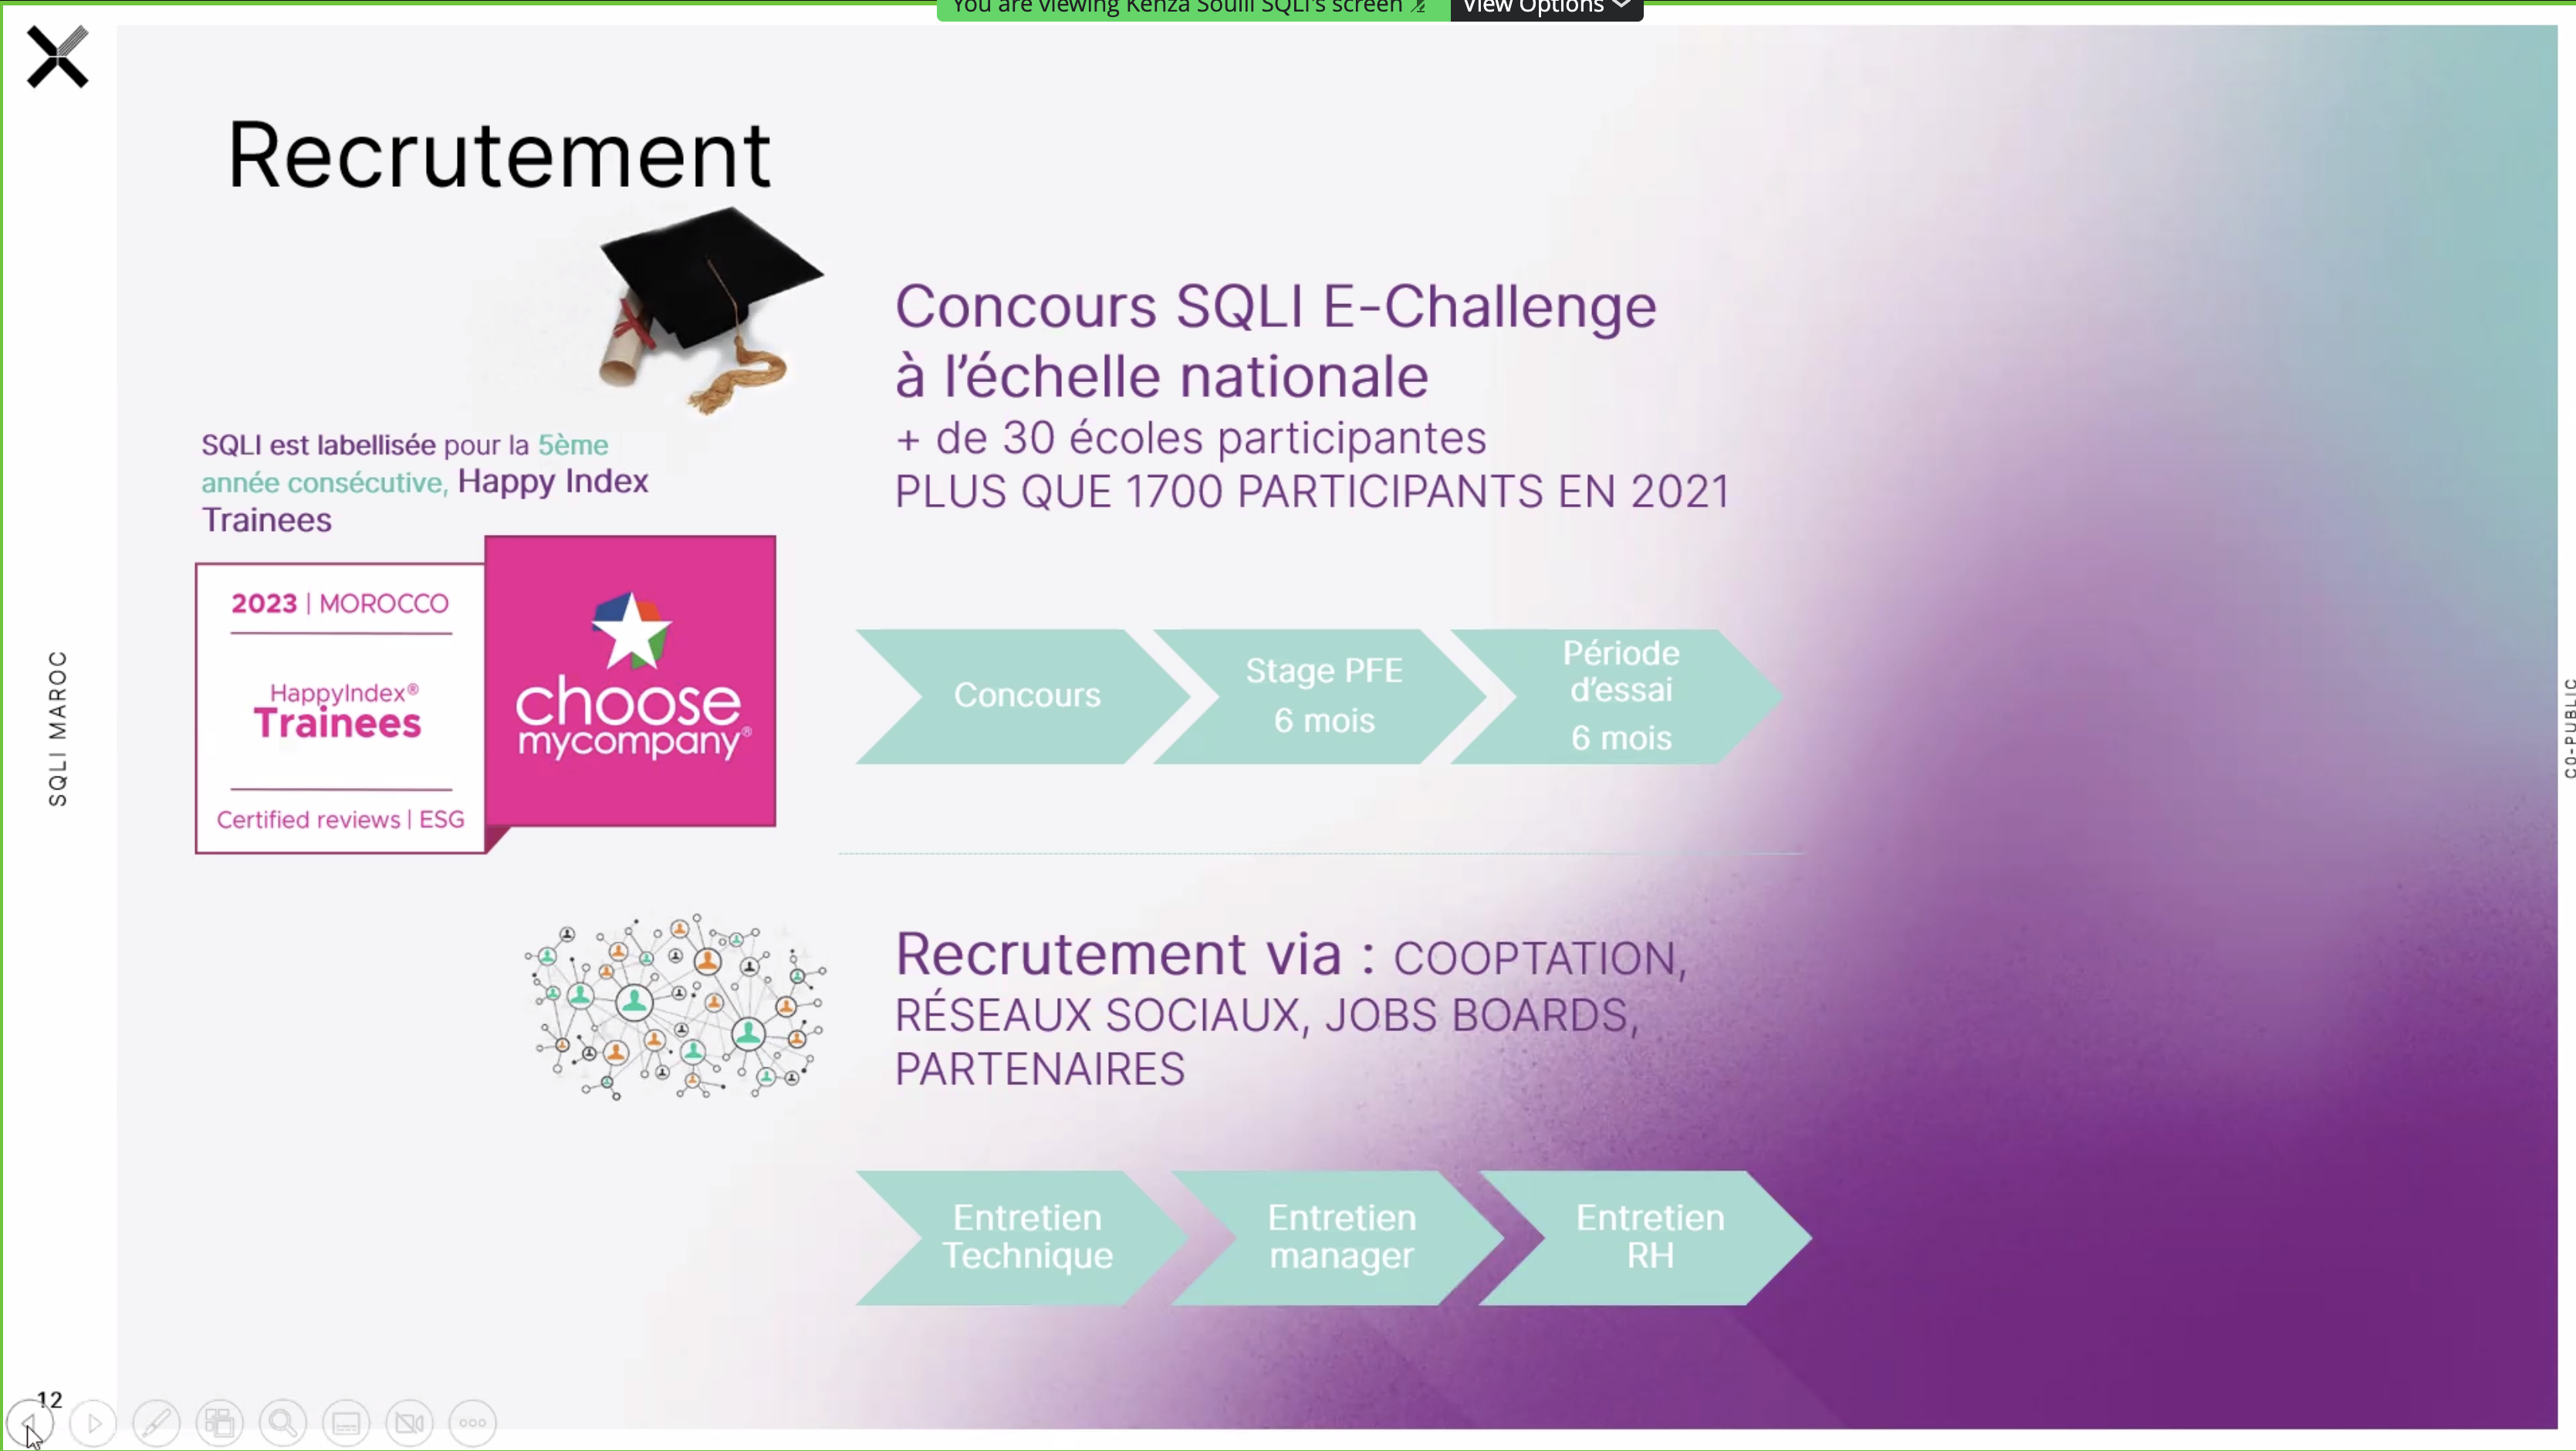 You are viewing Kenza Souili SQLI's screen
View Options
Recrutement
Concours SQLI E-Challenge
à l'échelle nationale
+ de 30 écoles participantes
PLUS QUE 1700 PARTICIPANTS EN 2021
SQLI est labellisée pour la 5ème
année consécutive, Happy Index
Trainees
2023 | MOROCCO
HappyIndex®
Trainees
Certified reviews | ESG
choose
mycompany®
Concours
Stage PFE
6 mois
Période
d'essai
6 mois
Recrutement via : COOPTATION,
RÉSEAUX SOCIAUX, JOBS BOARDS,
PARTENAIRES
Entretien
Technique
Entretien
manager
Entretien
RH
SQLI MAROC
C0-PUBLIC
12